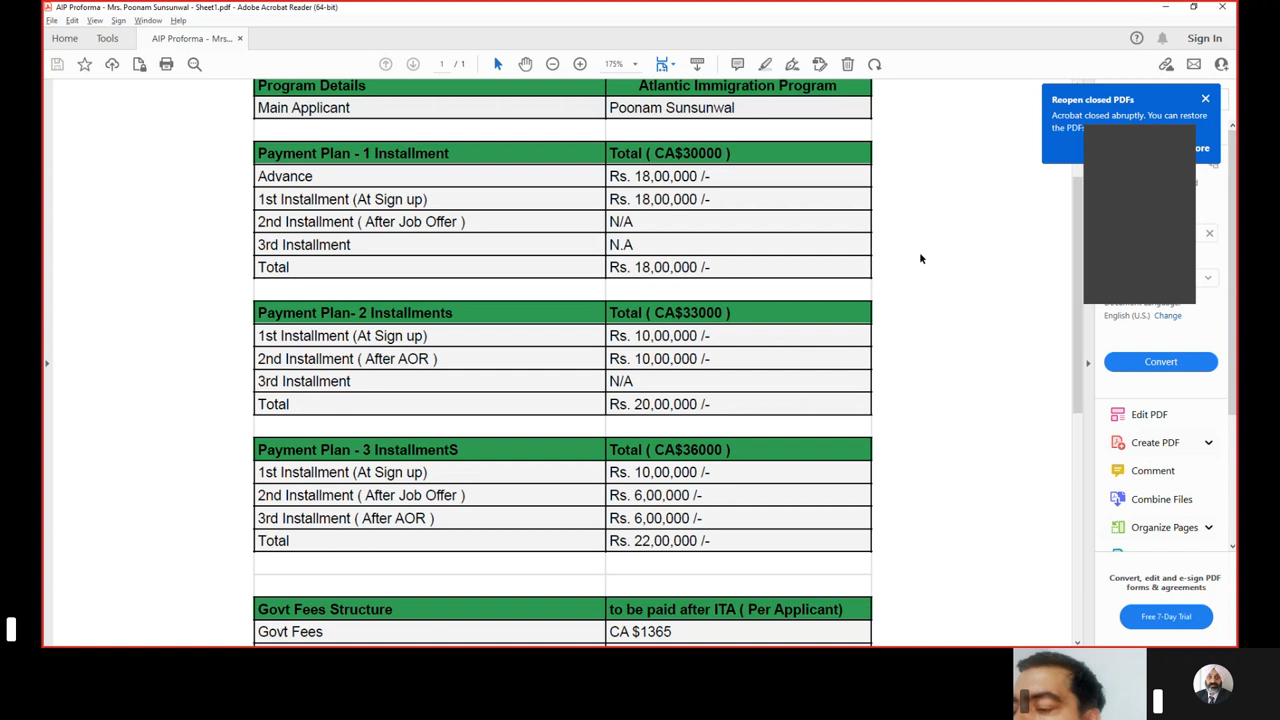 AIP Proforma - Mrs. Poonam Sunsunwal - Sheet1.pdf - Adobe Acrobat Reader (64-bit)
File Edit View Sign Window Help
Home Tools AIP Proforma - Mrs... × Sign In
1 / 1 175%
Program Details Atlantic Immigration Program
Main Applicant Poonam Sunsunwal
Payment Plan - 1 Installment Total ( CA$30000 )
Advance Rs. 18,00,000 /-
1st Installment (At Sign up) Rs. 18,00,000 /-
2nd Installment ( After Job Offer ) N/A
3rd Installment N.A
Total Rs. 18,00,000 /-
Payment Plan- 2 Installments Total ( CA$33000 )
1st Installment (At Sign up) Rs. 10,00,000 /-
2nd Installment ( After AOR ) Rs. 10,00,000 /-
3rd Installment N/A
Total Rs. 20,00,000 /-
Payment Plan - 3 InstallmentS Total ( CA$36000 )
1st Installment (At Sign up) Rs. 10,00,000 /-
2nd Installment ( After Job Offer ) Rs. 6,00,000 /-
3rd Installment ( After AOR ) Rs. 6,00,000 /-
Total Rs. 22,00,000 /-
Govt Fees Structure to be paid after ITA ( Per Applicant)
Govt Fees CA $1365
Reopen closed PDFs
Acrobat closed abruptly. You can restore
the PDFs
English (U.S.) Change
Convert
Edit PDF
Create PDF
Comment
Combine Files
Organize Pages
Convert, edit and e-sign PDF
forms & agreements
Free 7-Day Trial